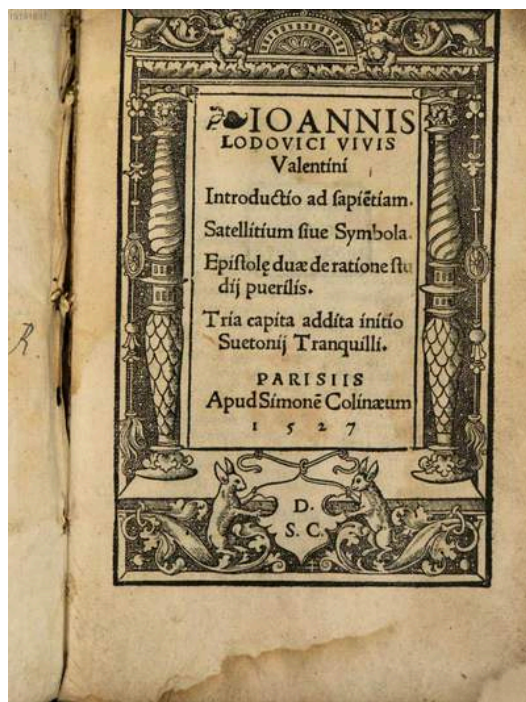 IOANNIS
LODOVICI VIVIS
Valentini
Introductio ad sapiẽtiam.
Satellitium siue Symbola.
Epistolę duæ de ratione stu
dij puerilis.
Tria capita addita initio
Suetonij Tranquilli.
PARISIIS
Apud Simonẽ Colinæum
1527
D.
S. C.
R